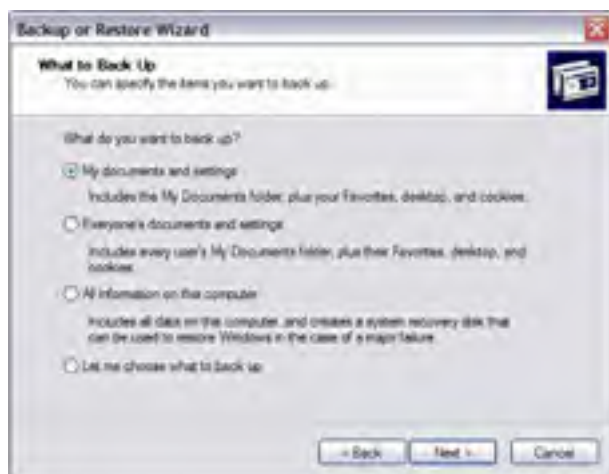 Backup or Restore Wizard
What to Back Up
You can specify the items you want to back up.
What do you want to back up?
My documents and settings
Includes the My Documents folder, plus your Favorites, desktop, and cookies.
Everyone's documents and settings
Includes every user's My Documents folder, plus their Favorites, desktop, and
cookies.
All information on this computer
Includes all data on this computer, and creates a system recovery disk that
can be used to restore Windows in the case of a major failure.
Let me choose what to back up
< Back Next > Cancel